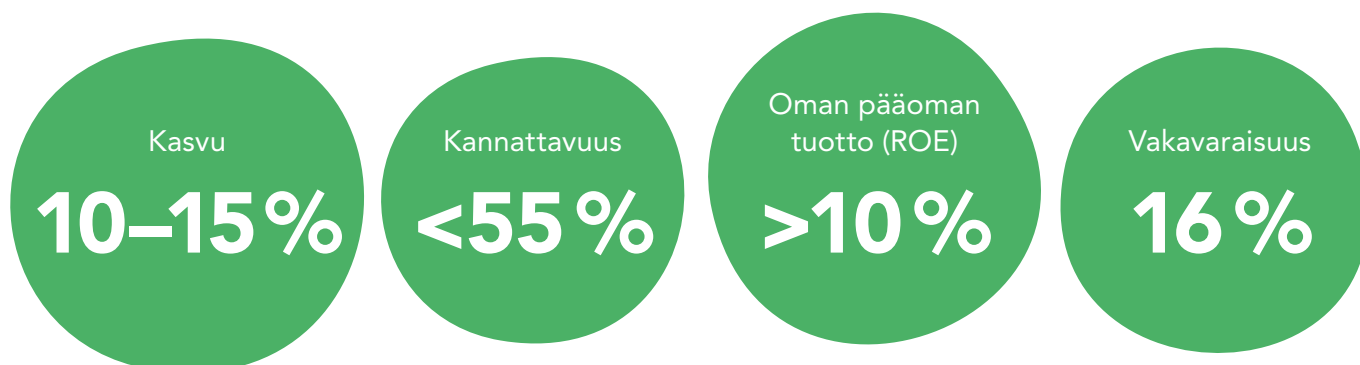 Kasvu
10–15 %
Kannattavuus
<55 %
Oman pääoman
tuotto (ROE)
>10 %
Vakavaraisuus
16 %